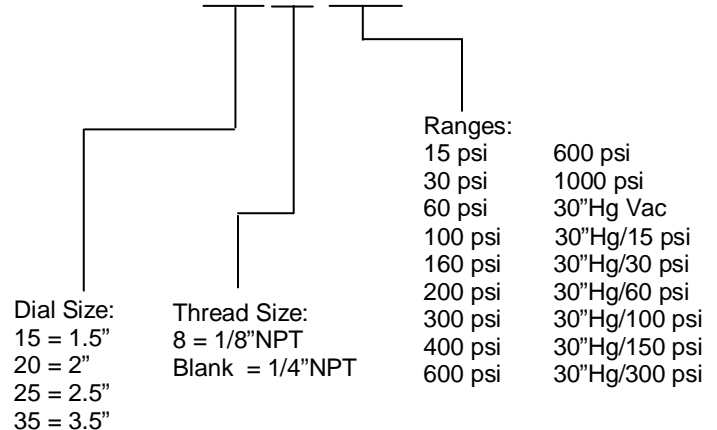 Ranges:
15 psi 600 psi
30 psi 1000 psi
60 psi 30”Hg Vac
100 psi 30”Hg/15 psi
160 psi 30”Hg/30 psi
200 psi 30”Hg/60 psi
300 psi 30”Hg/100 psi
400 psi 30”Hg/150 psi
600 psi 30”Hg/300 psi
Dial Size:
15 = 1.5”
20 = 2”
25 = 2.5”
35 = 3.5”
Thread Size:
8 = 1/8”NPT
Blank = 1/4”NPT